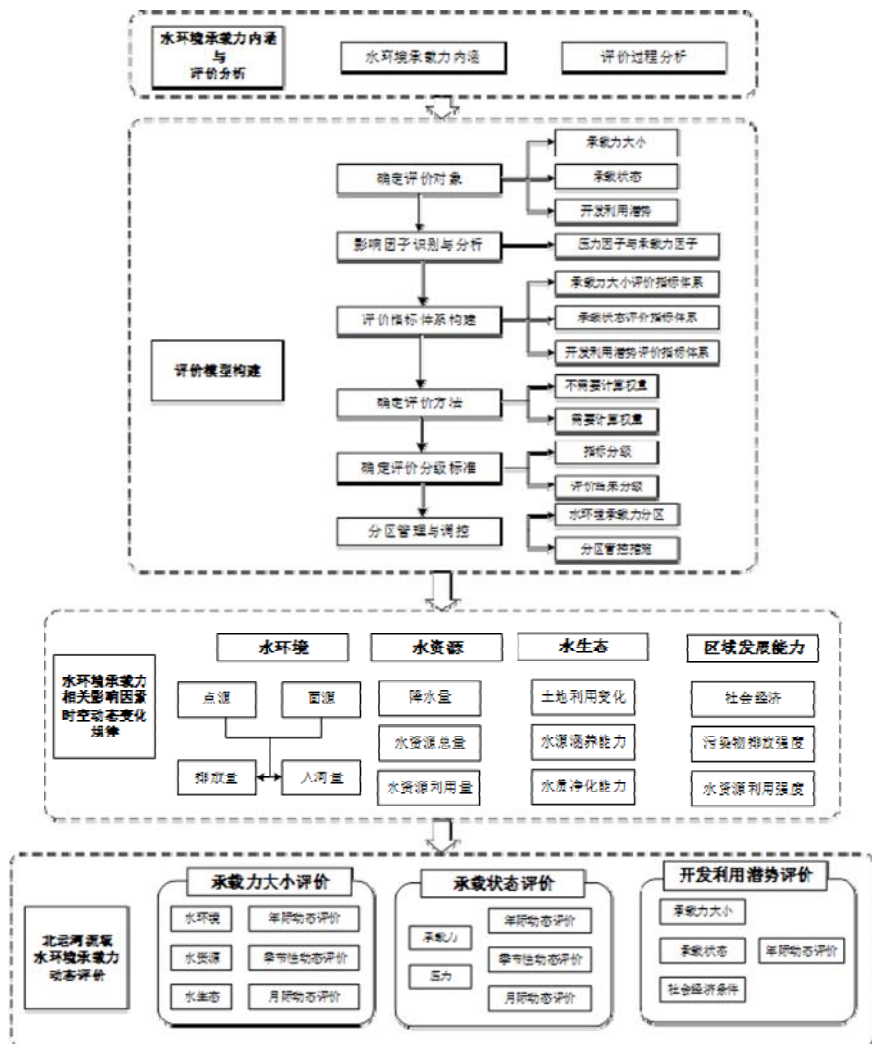 水环境承载力内涵
与
评价分析
水环境承载力内涵
评价过程分析
评价模型构建
确定评价对象
承载力大小
承载状态
开发利用潜势
影响因子识别与分析
压力因子与承载力因子
评价指标体系构建
承载力大小评价指标体系
承载状态评价指标体系
开发利用潜势评价指标体系
确定评价方法
不需要计算权重
需要计算权重
确定评价分级标准
指标分级
评价结果分级
分区管理与调控
水环境承载力分区
分区管控措施
水环境承载力
相关影响因素
时空动态变化
规律
水环境
点源
面源
排放量
入河量
水资源
降水量
水资源总量
水资源利用量
水生态
土地利用变化
水源涵养能力
水质净化能力
区域发展能力
社会经济
污染物排放强度
水资源利用强度
北运河流域
水环境承载力
动态评价
承载力大小评价
水环境
年际动态评价
水资源
季节性动态评价
水生态
月际动态评价
承载状态评价
承载力
压力
年际动态评价
季节性动态评价
月际动态评价
开发利用潜势评价
承载力大小
承载状态
年际动态评价
社会经济条件